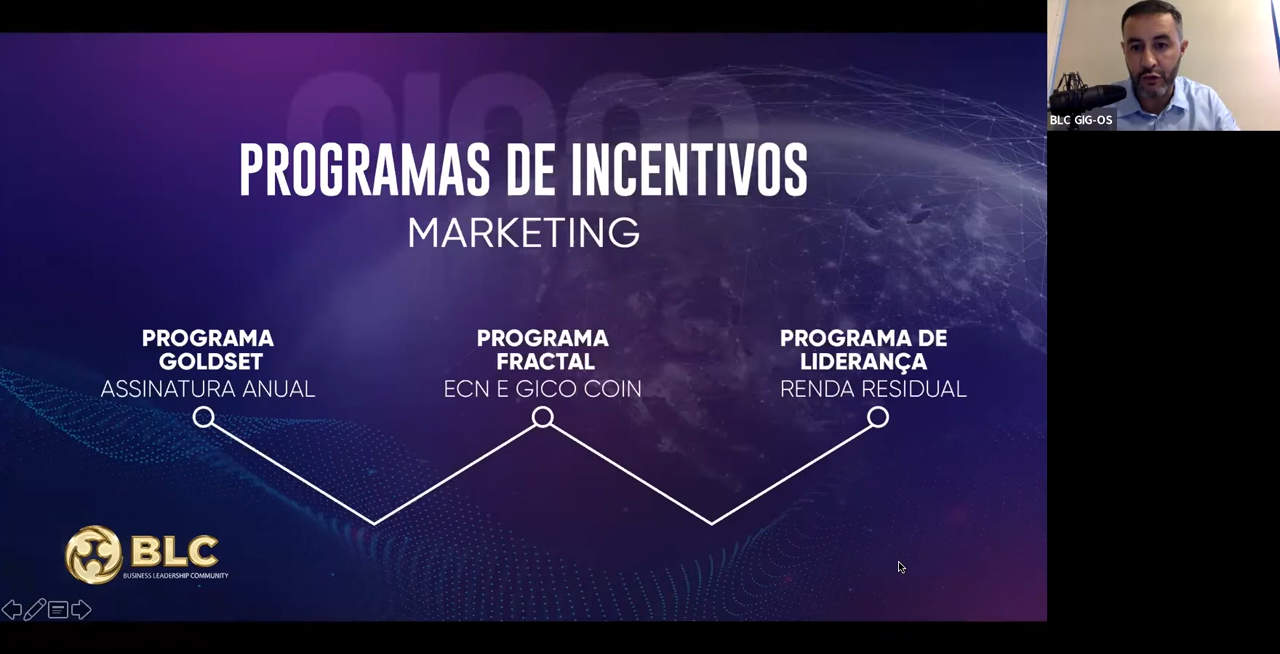 PROGRAMAS DE INCENTIVOS
MARKETING
PROGRAMA
GOLDSET
ASSINATURA ANUAL
PROGRAMA
FRACTAL
ECN E GICO COIN
PROGRAMA DE
LIDERANÇA
RENDA RESIDUAL
BLC
BUSINESS LEADERSHIP COMMUNITY
BLC GIG-OS